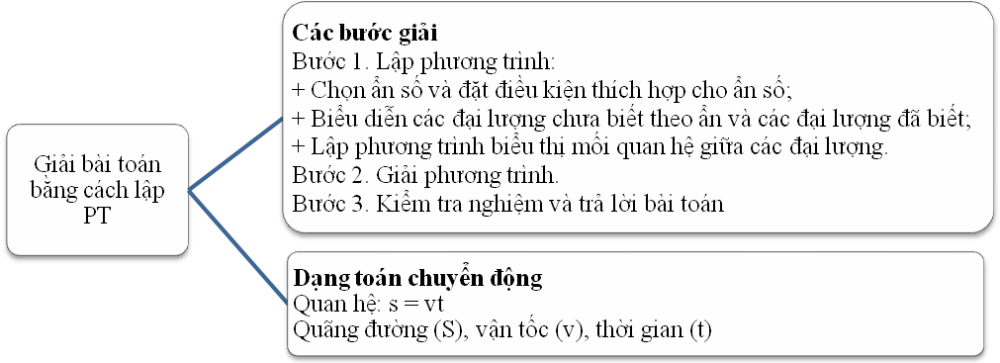 Giải bài toán
bằng cách lập
PT
Các bước giải
Bước 1. Lập phương trình:
+ Chọn ẩn số và đặt điều kiện thích hợp cho ẩn số;
+ Biểu diễn các đại lượng chưa biết theo ẩn và các đại lượng đã biết;
+ Lập phương trình biểu thị mối quan hệ giữa các đại lượng.
Bước 2. Giải phương trình.
Bước 3. Kiểm tra nghiệm và trả lời bài toán
Dạng toán chuyển động
Quan hệ: s = vt
Quãng đường (S), vận tốc (v), thời gian (t)